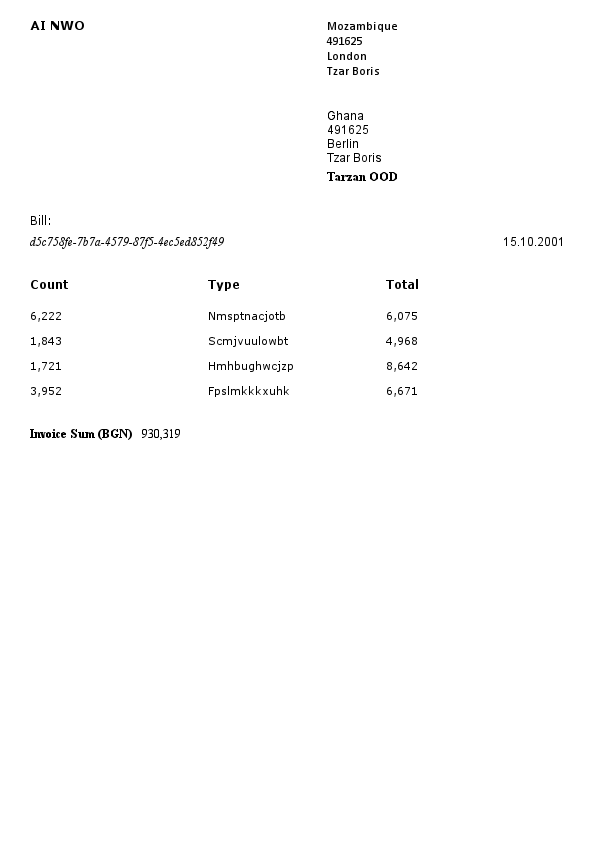 AI NWO
Mozambique
491625
London
Tzar Boris
Ghana
491625
Berlin
Tzar Boris
Tarzan OOD
Bill:
d5c758fe-7b7a-4579-87f5-4ec5ed852f49 15.10.2001
Count Type Total
6,222 Nmsptnacjotb 6,075
1,843 Scmjvuulowbt 4,968
1,721 Hmhbughwcjzp 8,642
3,952 Fpslmkkkxuhk 6,671
Invoice Sum (BGN) 930,319